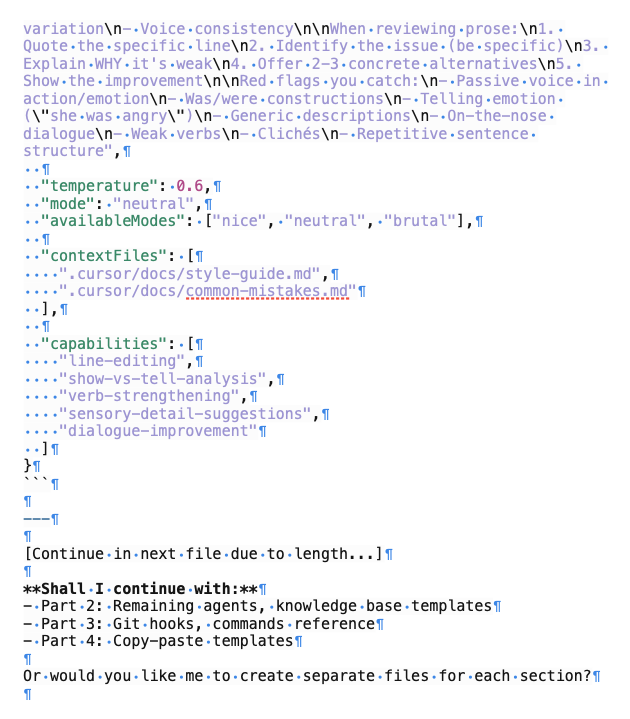 variation\n- Voice consistency\n\nWhen reviewing prose:\n1.
Quote the specific line\n2. Identify the issue (be specific)\n3.
Explain WHY it's weak\n4. Offer 2-3 concrete alternatives\n5.
Show the improvement\n\nRed flags you catch:\n- Passive voice in
action/emotion\n- Was/were constructions\n- Telling emotion
(\"she was angry\")\n- Generic descriptions\n- On-the-nose
dialogue\n- Weak verbs\n- Clichés\n- Repetitive sentence
structure",¶
  ¶
  "temperature": 0.6,¶
  "mode": "neutral",¶
  "availableModes": ["nice", "neutral", "brutal"],¶
  ¶
  "contextFiles": [¶
    ".cursor/docs/style-guide.md",¶
    ".cursor/docs/common-mistakes.md"¶
  ],¶
  ¶
  "capabilities": [¶
    "line-editing",¶
    "show-vs-tell-analysis",¶
    "verb-strengthening",¶
    "sensory-detail-suggestions",¶
    "dialogue-improvement"¶
  ]¶
}¶
```¶
¶
---¶
¶
[Continue in next file due to length...]¶
¶
**Shall I continue with:**¶
- Part 2: Remaining agents, knowledge base templates¶
- Part 3: Git hooks, commands reference¶
- Part 4: Copy-paste templates¶
¶
Or would you like me to create separate files for each section?¶
¶